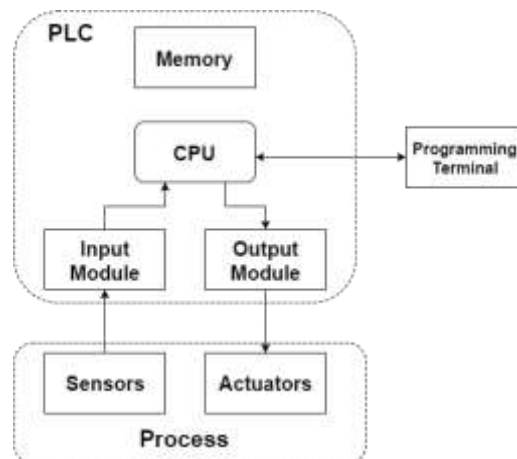 PLC
Memory
CPU
Programming
Terminal
Input
Module
Output
Module
Sensors
Actuators
Process